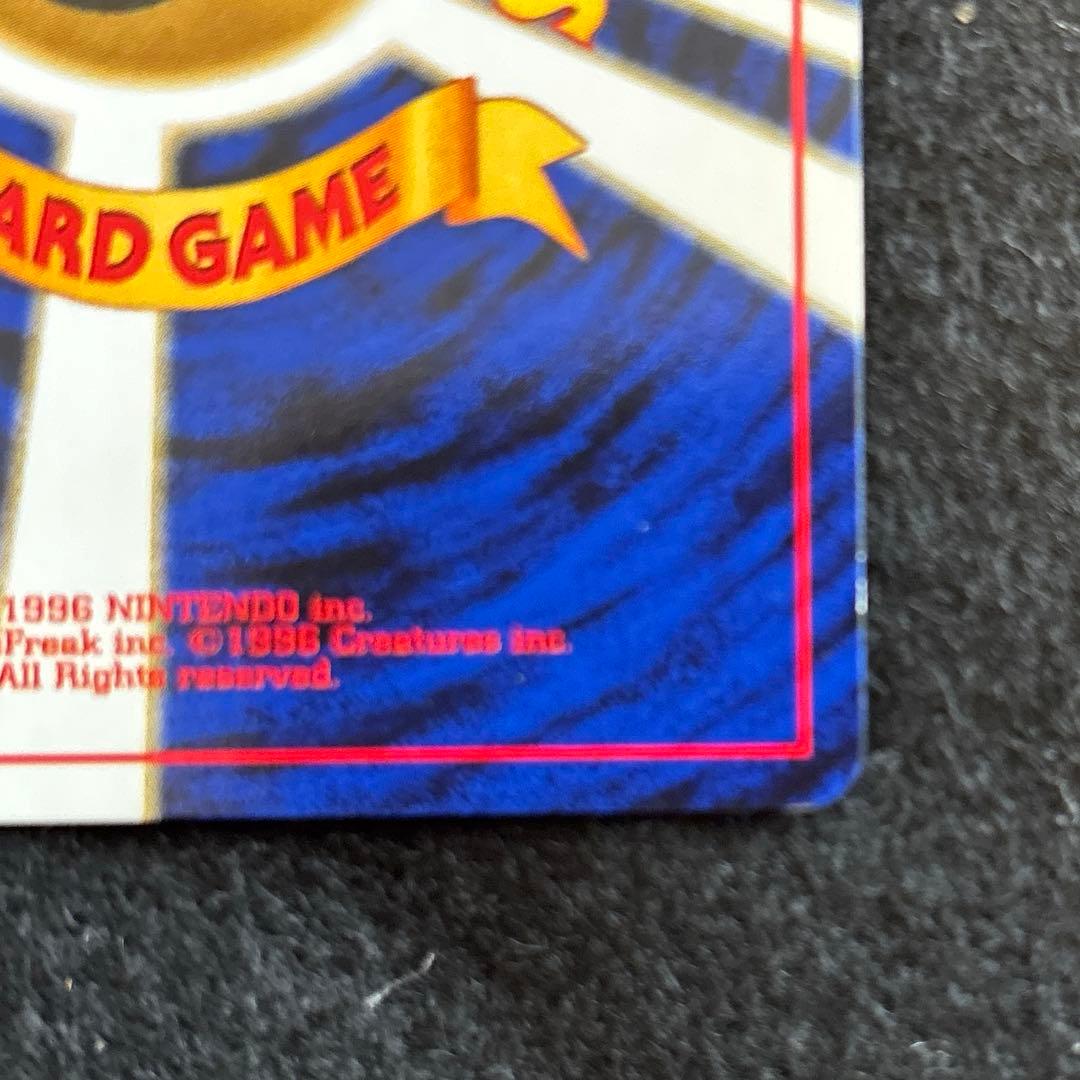 S
ARD GAME
1996 NINTENDO inc.
Freak inc. ©1996 Creatures inc.
All Rights reserved.